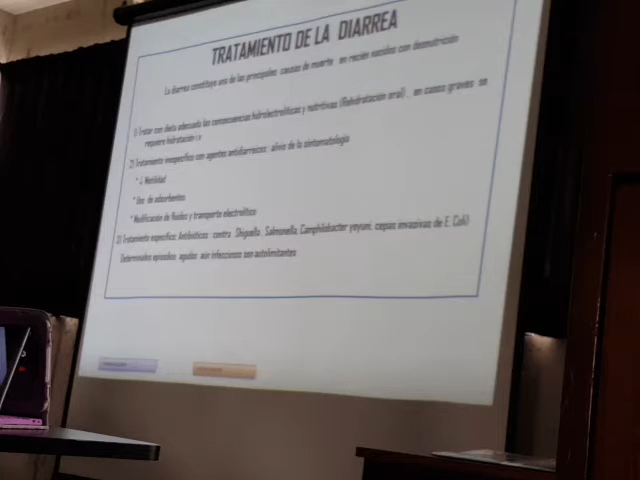 TRATAMIENTO DE LA DIARREA
La diarrea constituye una de las principales causas de muerte en recién nacidos con desnutrición
1) Tratar con dieta adecuada las consecuencias hidroelectrolíticas y nutritivas (Rehidratación oral) , en casos graves se
requiere hidratación i.v
2) Tratamiento inespecífico con agentes antidiarreicos : alivio de la sintomatología
* ↓ Motilidad
* Uso de adsorbentes
* Modificación de fluidos y transporte electrolítico
3) Tratamiento específico: Antibióticos : contra Shiguella , Salmonella, Camphilobacter yeyuni, cepas invasivas de E. Coli)
Determinados episodios agudos aún infecciosos son autolimitantes